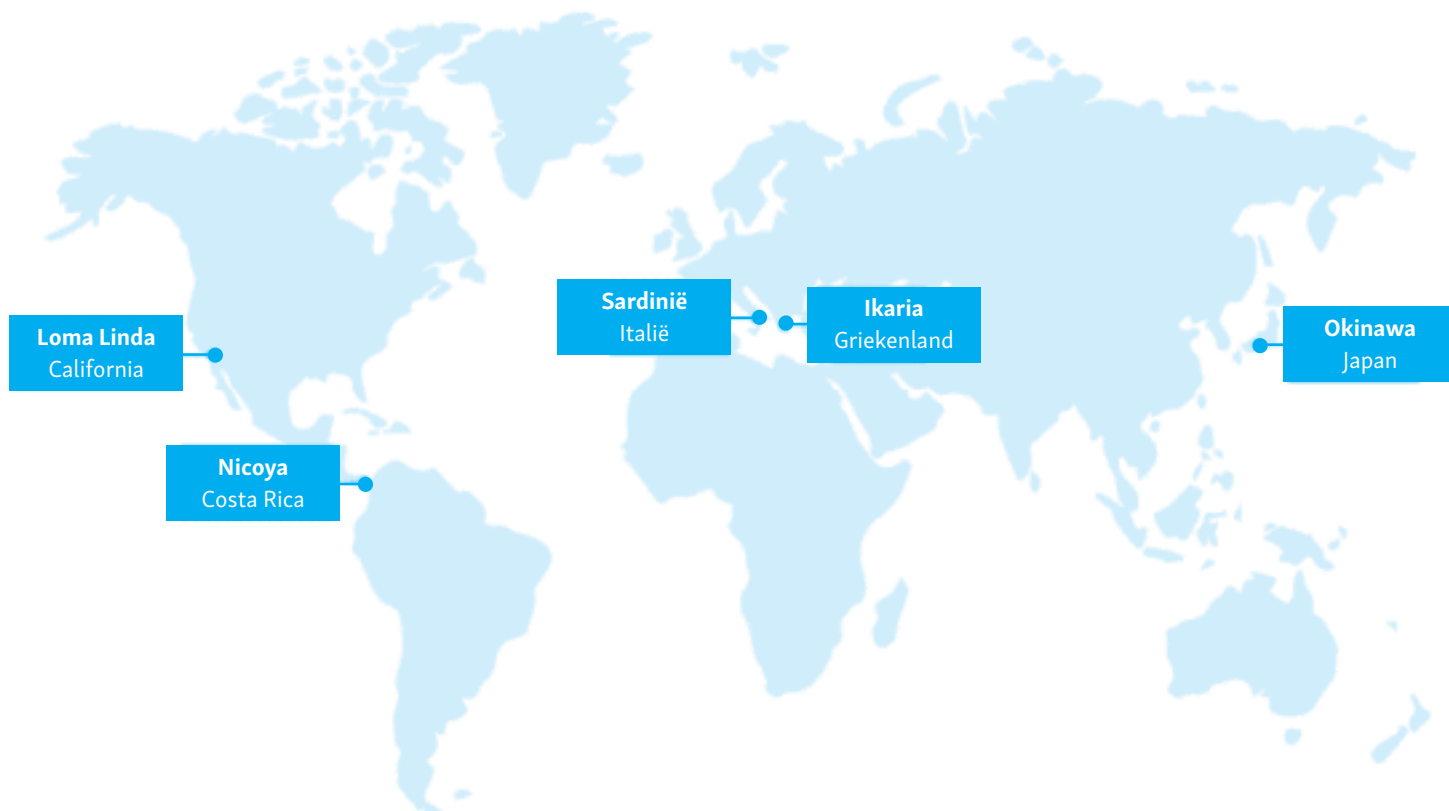 Sardinië
Italië
Ikaria
Griekenland
Loma Linda
California
Okinawa
Japan
Nicoya
Costa Rica